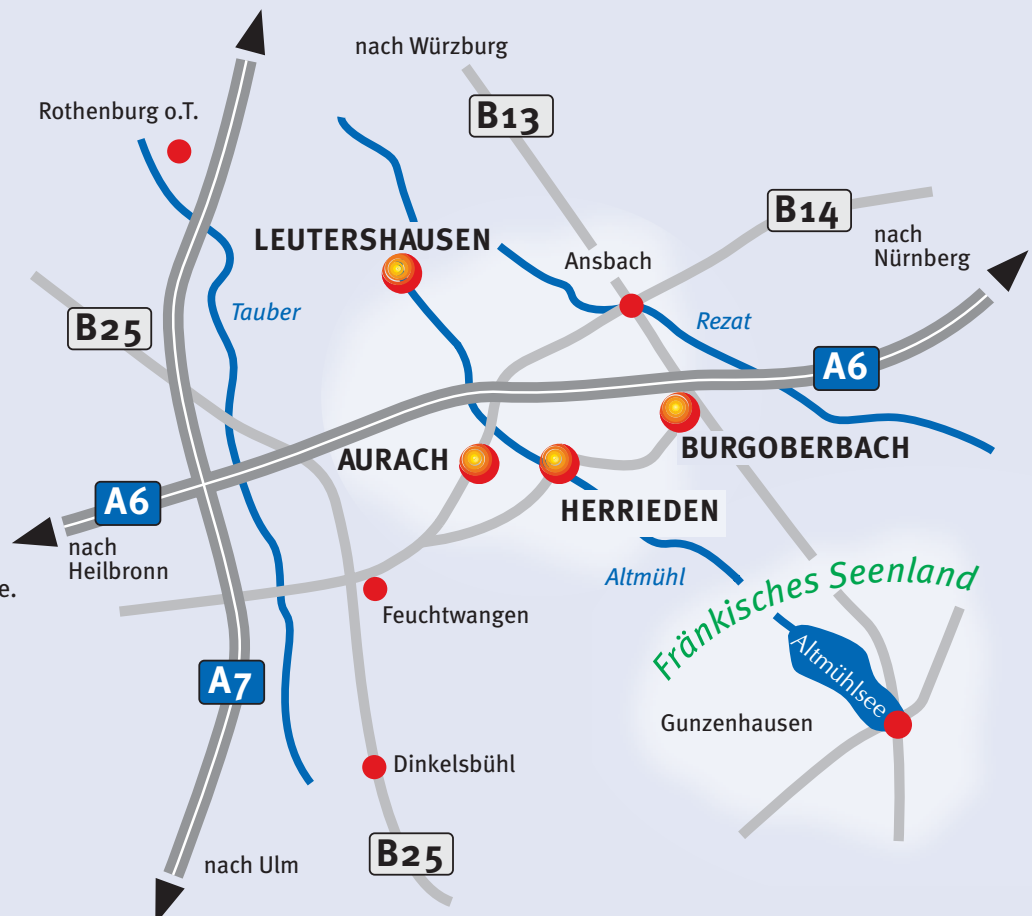 nach Würzburg
Rothenburg o.T.
B13
B14
LEUTERSHAUSEN
nach
Nürnberg
Ansbach
Tauber
Rezat
B25
A6
BURGOBERBACH
AURACH
A6
HERRIEDEN
nach
Heilbronn
e.
Altmühl
Fränkisches Seenland
Feuchtwangen
A7
Altmühlsee
Gunzenhausen
Dinkelsbühl
B25
nach Ulm